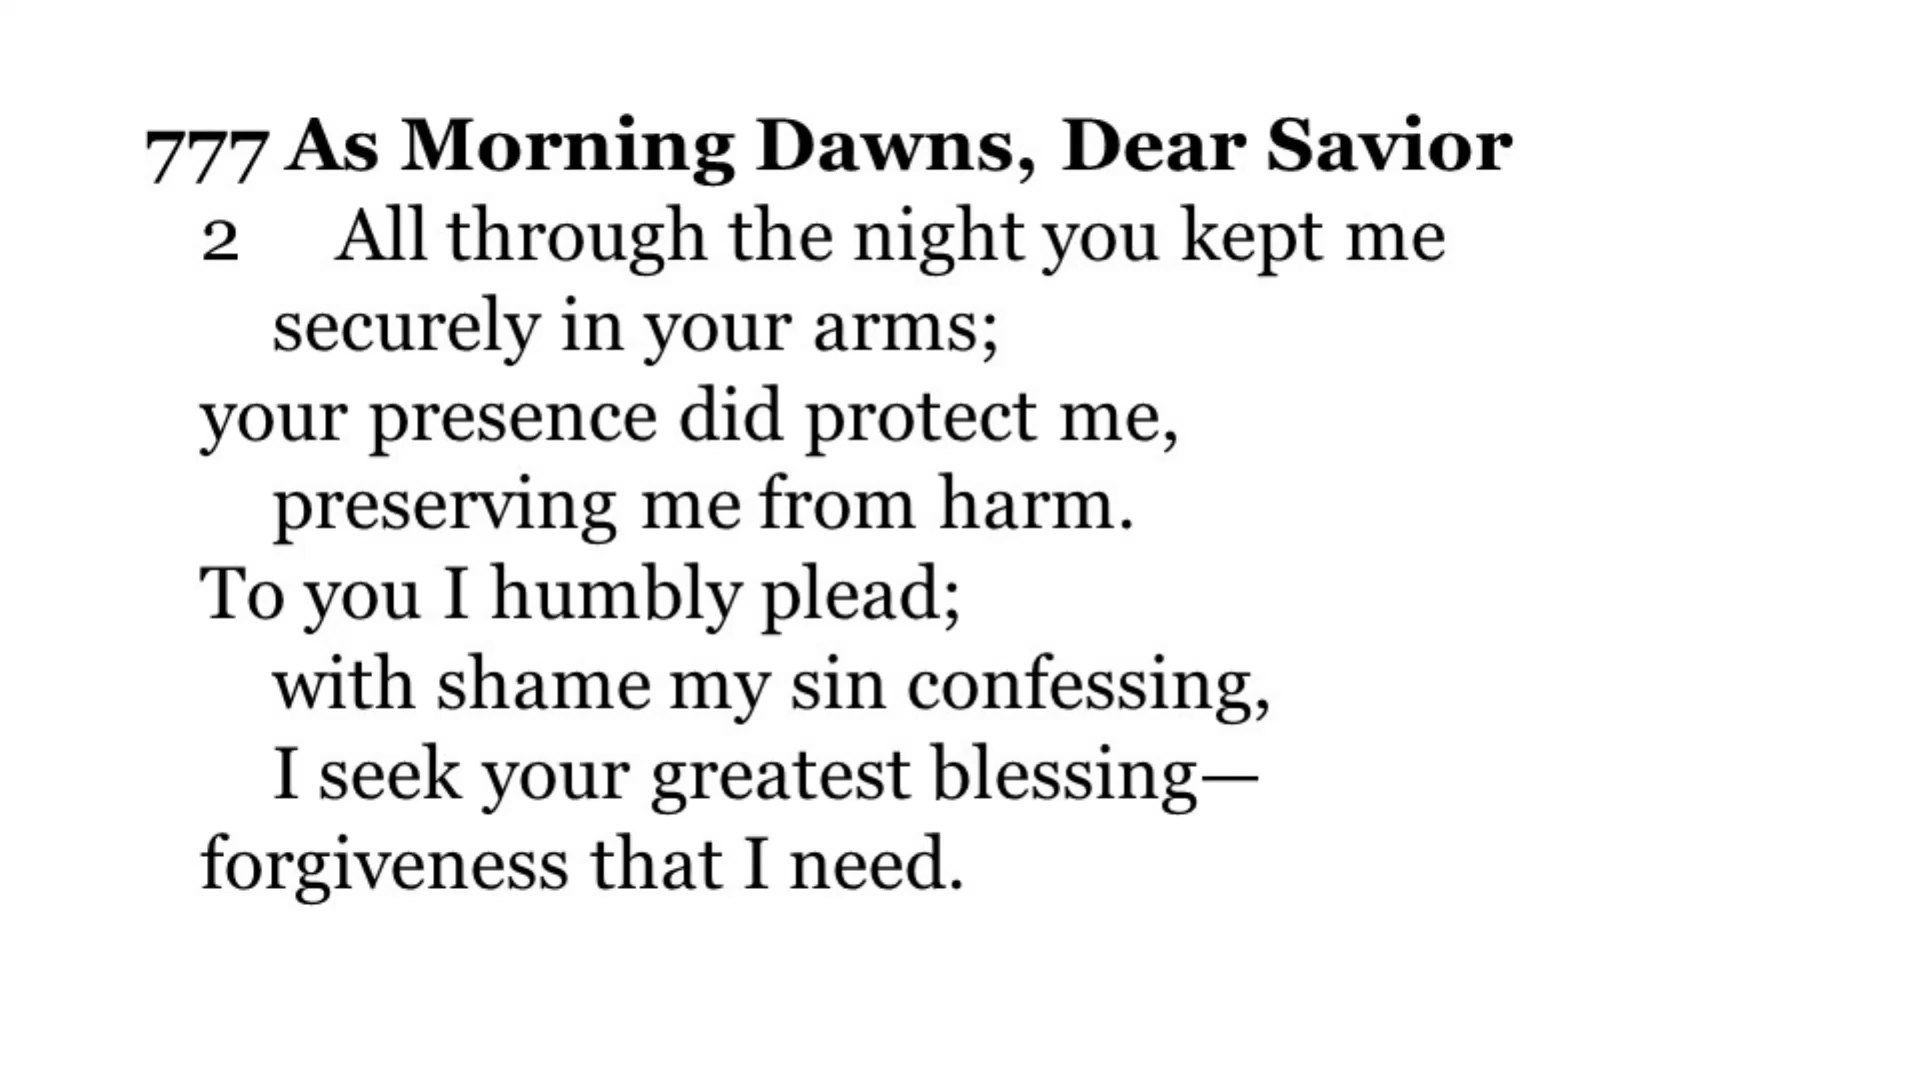 777 As Morning Dawns, Dear Savior
2 All through the night you kept me
securely in your arms;
your presence did protect me,
preserving me from harm.
To you I humbly plead;
with shame my sin confessing,
I seek your greatest blessing—
forgiveness that I need.